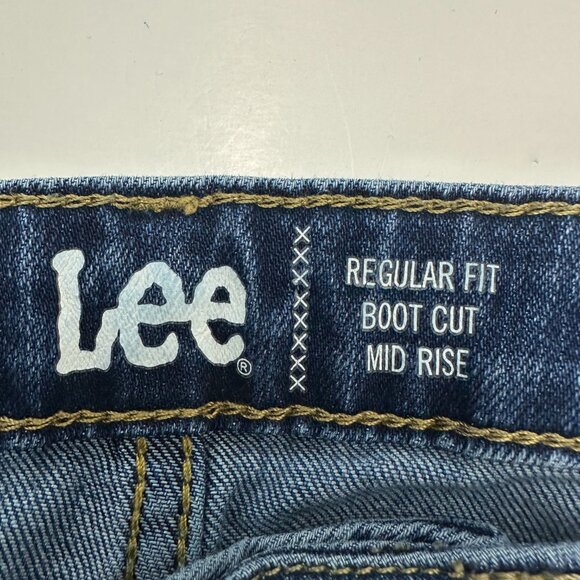 Lee®
REGULAR FIT
BOOT CUT
MID RISE